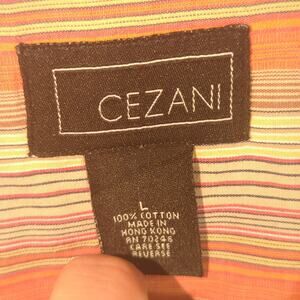 CEZANI
L
100% COTTON
MADE IN
HONG KONG
RN 70246
CARE SEE
REVERSE